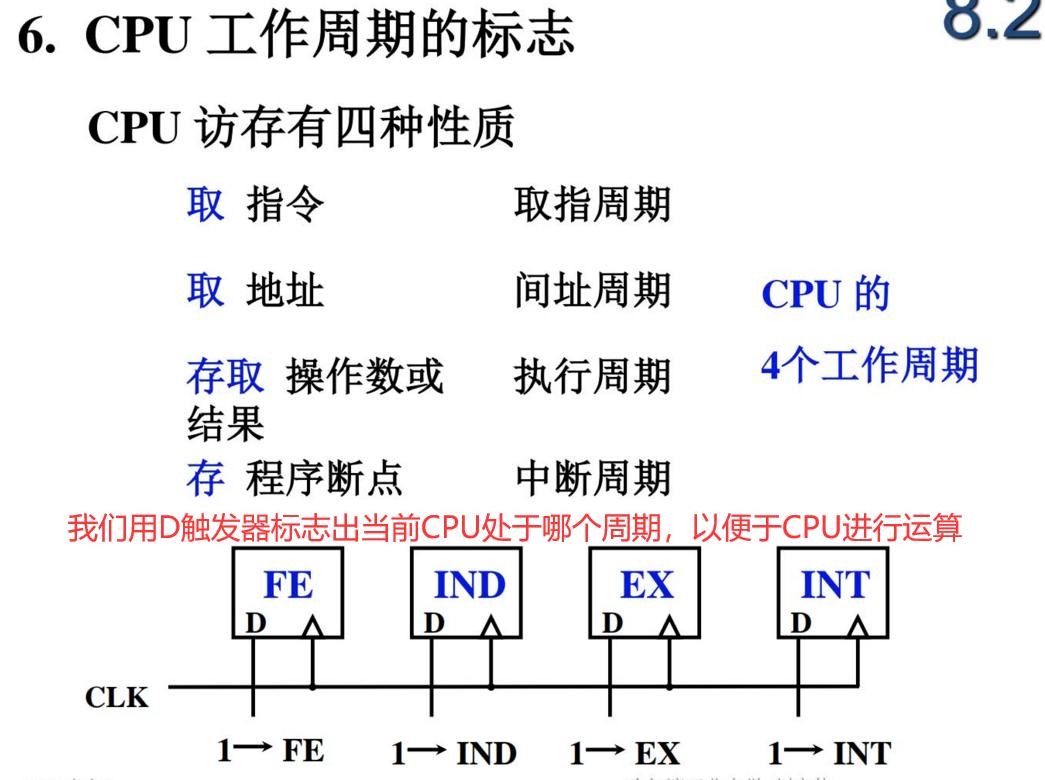 8.2
6. CPU 工作周期的标志
CPU 访存有四种性质
取 指令 取指周期
取 地址 间址周期
CPU 的
4个工作周期
存取 操作数或 执行周期
结果
存 程序断点 中断周期
我们用D触发器标志出当前CPU处于哪个周期，以便于CPU进行运算
FE IND EX INT
D D D D
CLK
1→ FE 1→ IND 1→ EX 1→ INT